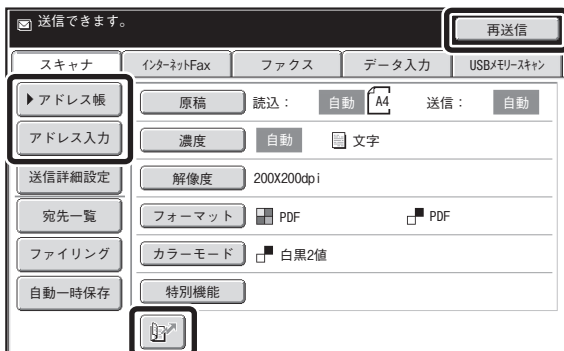 送信できます。
再送信
スキャナ インターネットFax ファクス データ入力 USBメモリースキャン
アドレス帳 原稿 読込： 自動 A4 送信： 自動
アドレス入力 濃度 自動 文字
送信詳細設定 解像度 200X200dpi
宛先一覧 フォーマット PDF PDF
ファイリング カラーモード 白黒2値
自動一時保存 特別機能